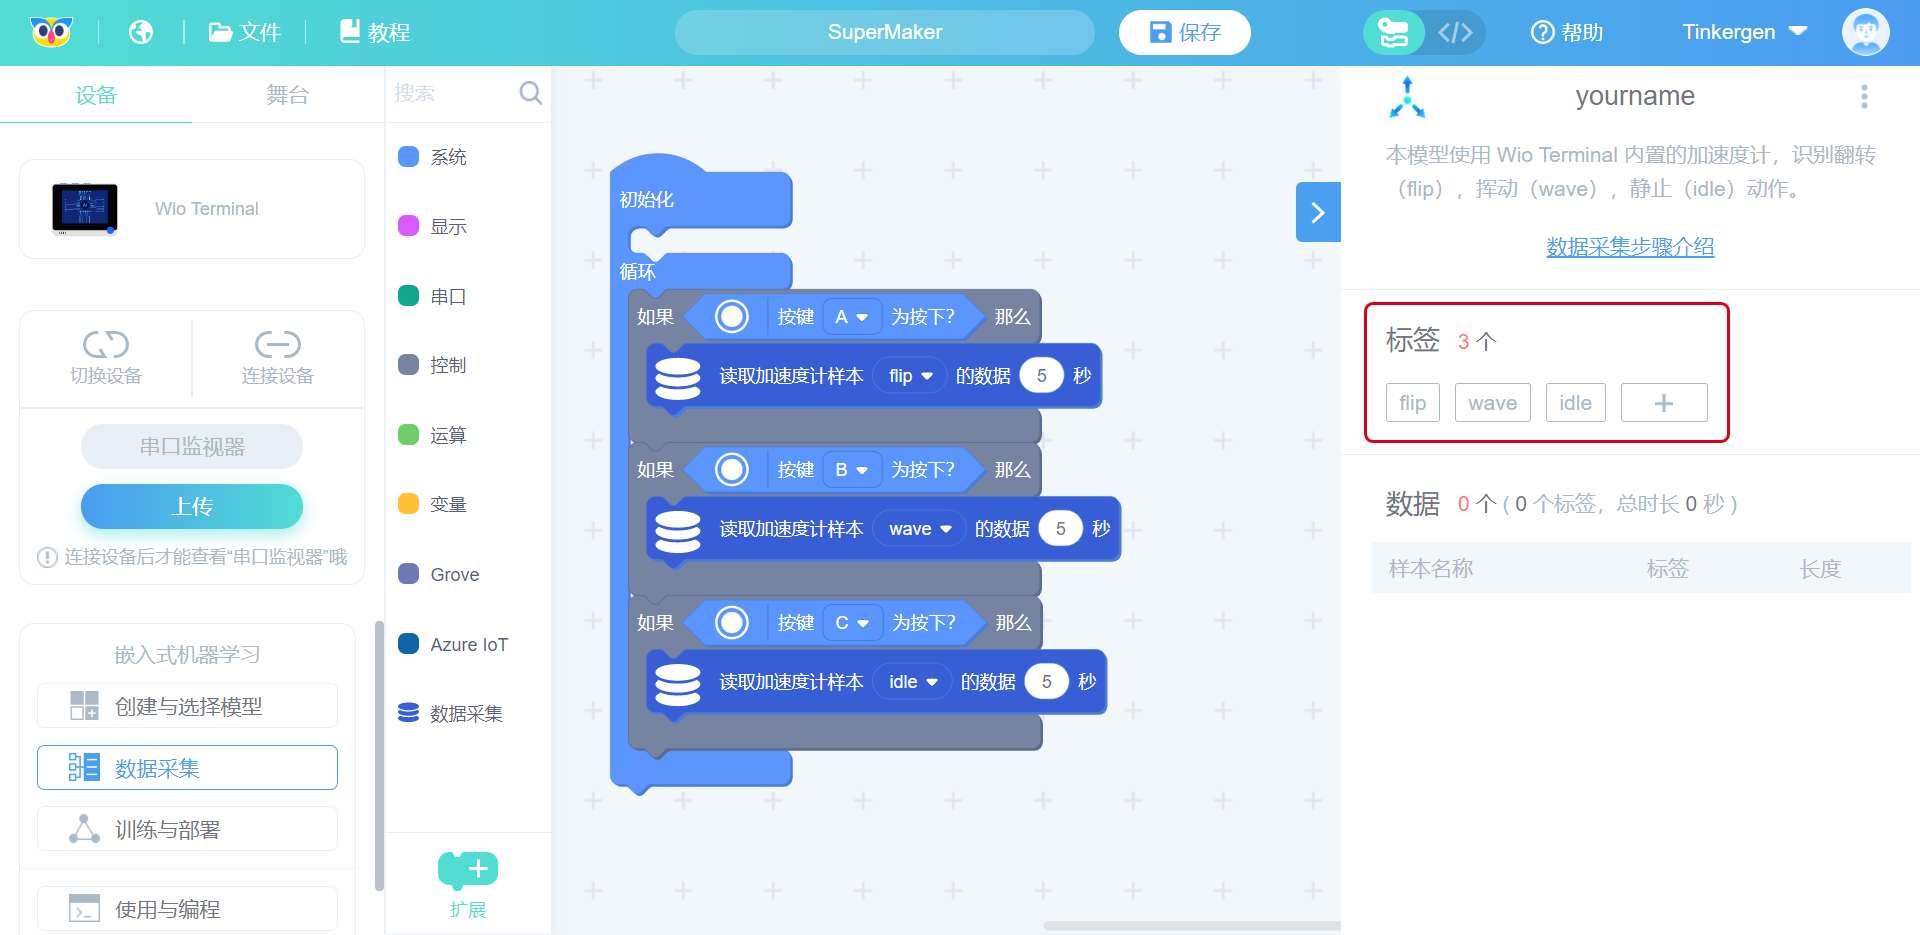 文件
教程
SuperMaker
保存
帮助
Tinkergen
设备
舞台
Wio Terminal
切换设备
连接设备
串口监视器
上传
连接设备后才能查看“串口监视器”哦
嵌入式机器学习
创建与选择模型
数据采集
训练与部署
使用与编程
搜索
系统
显示
串口
控制
运算
变量
Grove
Azure IoT
数据采集
扩展
初始化
循环
如果 按键 A 为按下? 那么
读取加速度计样本 flip 的数据 5 秒
如果 按键 B 为按下? 那么
读取加速度计样本 wave 的数据 5 秒
如果 按键 C 为按下? 那么
读取加速度计样本 idle 的数据 5 秒
yourname
本模型使用 Wio Terminal 内置的加速度计，识别翻转
（flip），挥动（wave），静止（idle）动作。
数据采集步骤介绍
标签 3 个
flip wave idle +
数据 0 个 ( 0 个标签，总时长 0 秒 )
样本名称 标签 长度